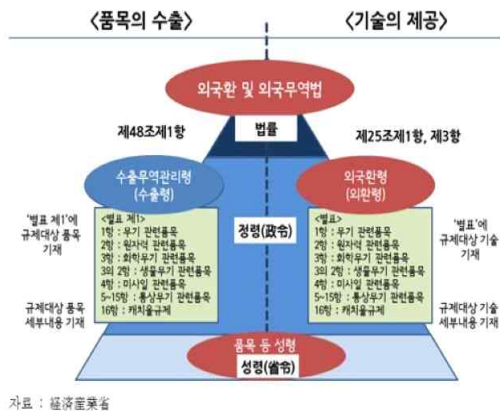 <품목의 수출>
<기술의 제공>
외국환 및 외국무역법
법률
제48조제1항
제25조제1항, 제3항
수출무역관리령
(수출령)
외국환령
(외환령)
정령(政令)
'별표 제1'에
규제대상 품목
기재
규제대상 품목
세부내용 기재
<별표 제1>
1항 : 무기 관련품목
2항 : 원자력 관련품목
3항 : 화학무기 관련품목
3의 2항 : 생물무기 관련품목
4항 : 미사일 관련품목
5~15항 : 통상무기 관련품목
16항 : 캐치올규제
<별표>
1항 : 무기 관련품목
2항 : 원자력 관련품목
3항 : 화학무기 관련품목
3의 2항 : 생물무기 관련품목
4항 : 미사일 관련품목
5~15항 : 통상무기 관련품목
16항 : 캐치올규제
'별표'에
규제대상 기술
기재
규제대상 기술
세부내용 기재
품목 등 성령
성령(省令)
자료 : 経済産業省